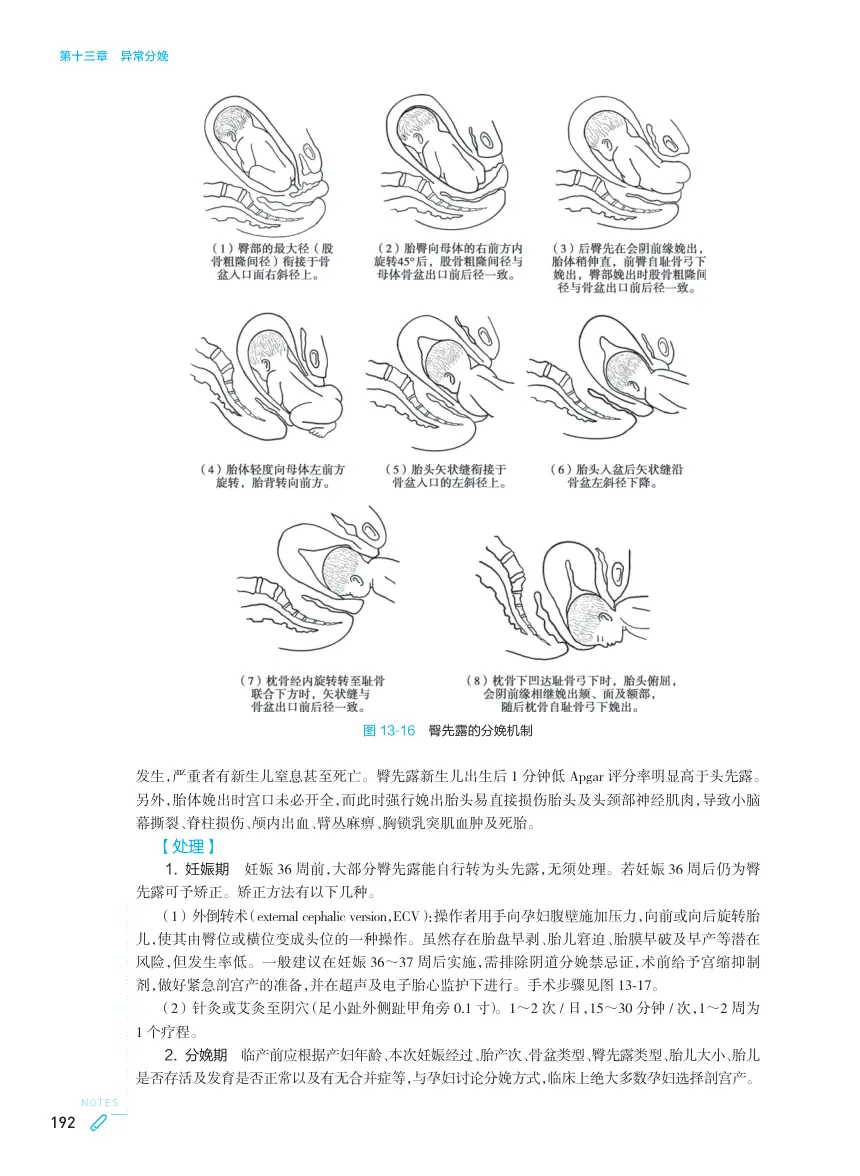 第十三章 异常分娩
(1)臀部的最大径(股
骨粗隆间径)衔接于骨
盆入口面右斜径上。
(2)胎臀向母体的右前方内
旋转45°后,股骨粗隆间径与
母体骨盆出口前后径一致。
(3)后臀先在会阴前缘娩出,
胎体稍伸直,前臀自耻骨弓下
娩出,臀部娩出时股骨粗隆间
径与骨盆出口前后径一致。
(4)胎体轻度向母体左前方
旋转,胎背转向前方。
(5)胎头矢状缝衔接于
骨盆入口的左斜径上。
(6)胎头入盆后矢状缝沿
骨盆左斜径下降。
(7)枕骨经内旋转转至耻骨
联合下方时,矢状缝与
骨盆出口前后径一致。
(8)枕骨下凹达耻骨弓下时,胎头俯屈,
会阴前缘相继娩出颏、面及额部,
随后枕骨自耻骨弓下娩出。
图 13-16 臀先露的分娩机制
发生,严重者有新生儿窒息甚至死亡。臀先露新生儿出生后 1 分钟低 Apgar 评分率明显高于头先露。
另外,胎体娩出时宫口未必开全,而此时强行娩出胎头易直接损伤胎头及头颈部神经肌肉,导致小脑
幕撕裂、脊柱损伤、颅内出血、臂丛麻痹、胸锁乳突肌血肿及死胎。
【处理】
1. 妊娠期 妊娠 36 周前,大部分臀先露能自行转为头先露,无须处理。若妊娠 36 周后仍为臀
先露可予矫正。矫正方法有以下几种。
(1)外倒转术(external cephalic version,ECV):操作者用手向孕妇腹壁施加压力,向前或向后旋转胎
儿,使其由臀位或横位变成头位的一种操作。虽然存在胎盘早剥、胎儿窘迫、胎膜早破及早产等潜在
风险,但发生率低。一般建议在妊娠 36～37 周后实施,需排除阴道分娩禁忌证,术前给予宫缩抑制
剂,做好紧急剖宫产的准备,并在超声及电子胎心监护下进行。手术步骤见图 13-17。
(2)针灸或艾灸至阴穴(足小趾外侧趾甲角旁 0.1 寸)。1～2 次 / 日,15～30 分钟 / 次,1～2 周为
1 个疗程。
2. 分娩期 临产前应根据产妇年龄、本次妊娠经过、胎产次、骨盆类型、臀先露类型、胎儿大小、胎儿
是否存活及发育是否正常以及有无合并症等,与孕妇讨论分娩方式,临床上绝大多数孕妇选择剖宫产。
NOTES
192